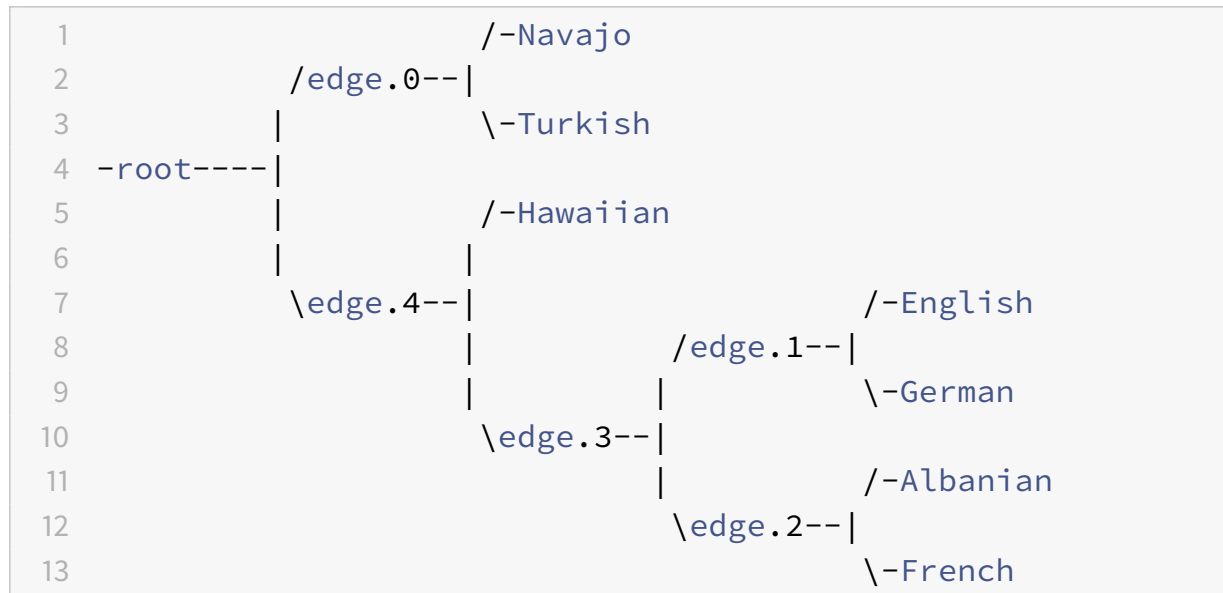 1                     /-Navajo
2           /edge.0--|
3          |          \-Turkish
4 -root----|
5          |          /-Hawaiian
6          |         |
7           \edge.4--|                    /-English
8                    |          /edge.1--|
9                    |         |          \-German
10                    \edge.3--|
11                             |          /-Albanian
12                              \edge.2--|
13                                        \-French